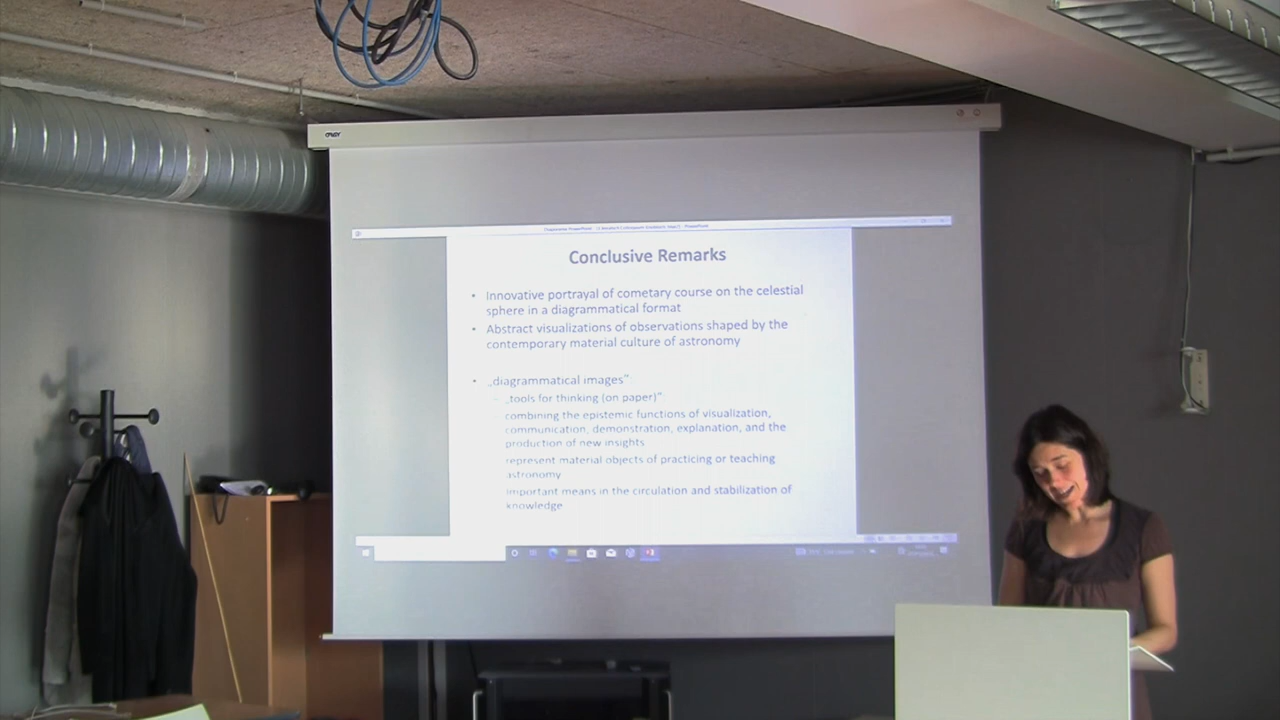 Conclusive Remarks
• Innovative portrayal of cometary course on the celestial
sphere in a diagrammatical format
• Abstract visualizations of observations shaped by the
contemporary material culture of astronomy
• „diagrammatical images"
– „tools for thinking (on paper)"
combining the epistemic functions of visualization,
communication, demonstration, explanation, and the
production of new insights
represent material objects of practicing or teaching
astronomy
important means in the circulation and stabilization of
knowledge